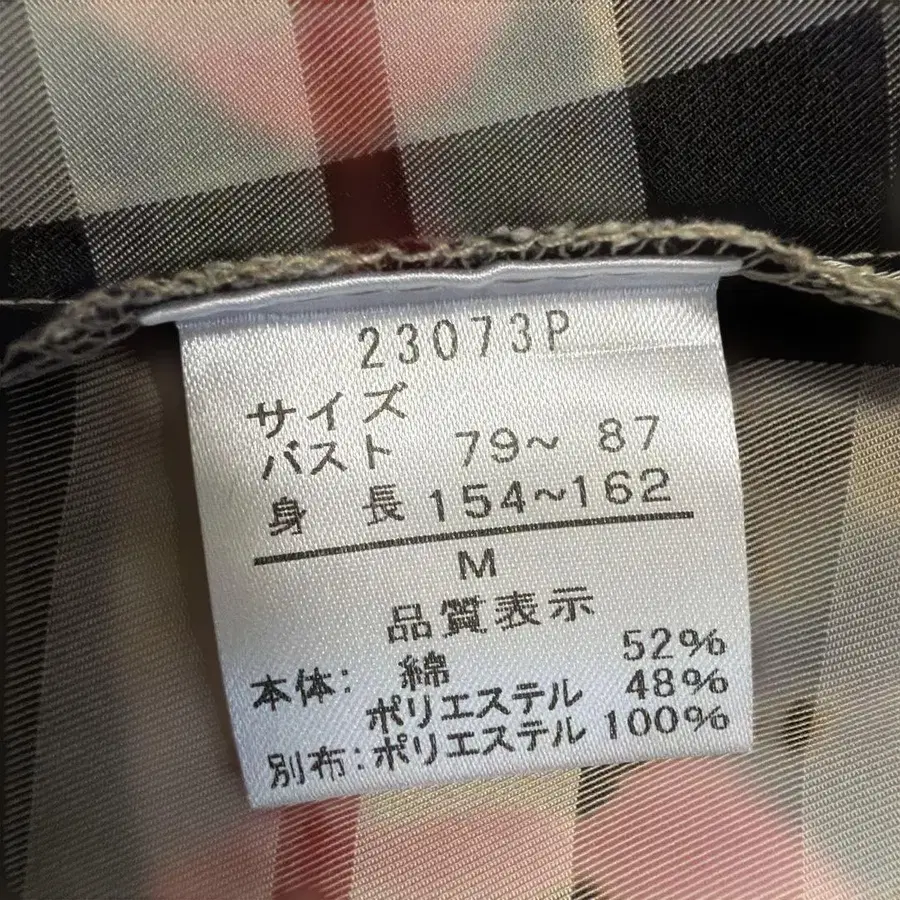 23073P
サイズ
バスト 79~ 87
身 長 154~162
M
品質表示
本体: 綿 52%
ポリエステル 48%
別布:ポリエステル 100%